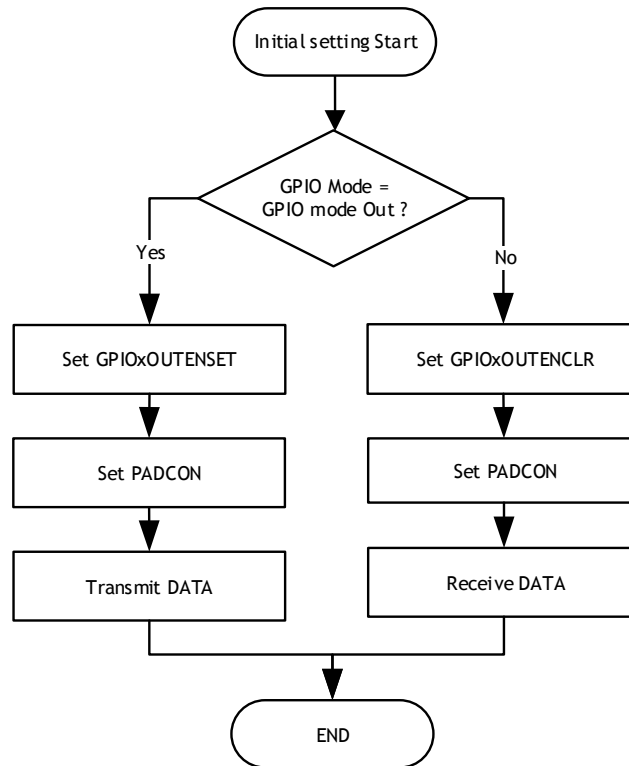 Initial setting Start
GPIO Mode =
GPIO mode Out ?
Yes
No
Set GPIOxOUTENSET
Set GPIOxOUTENCLR
Set PADCON
Set PADCON
Transmit DATA
Receive DATA
END